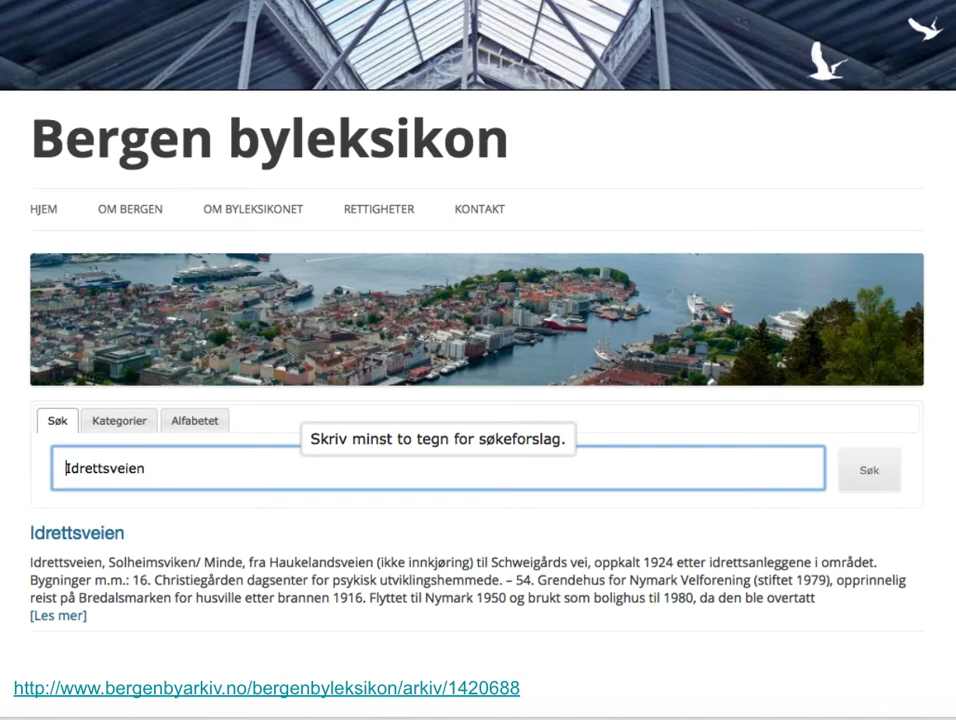 Bergen byleksikon
HJEM OM BERGEN OM BYLEKSIKONET RETTIGHETER KONTAKT
Søk Kategorier Alfabetet
Skriv minst to tegn for søkeforslag.
Idrettsveien Søk
Idrettsveien
Idrettsveien, Solheimsviken/ Minde, fra Haukelandsveien (ikke innkjøring) til Schweigårds vei, oppkalt 1924 etter idrettsanleggene i området.
Bygninger m.m.: 16. Christiegården dagsenter for psykisk utviklingshemmede. – 54. Grendehus for Nymark Velforening (stiftet 1979), opprinnelig
reist på Bredalsmarken for husville etter brannen 1916. Flyttet til Nymark 1950 og brukt som bolighus til 1980, da den ble overtatt
[Les mer]
http://www.bergenbyarkiv.no/bergenbyleksikon/arkiv/1420688